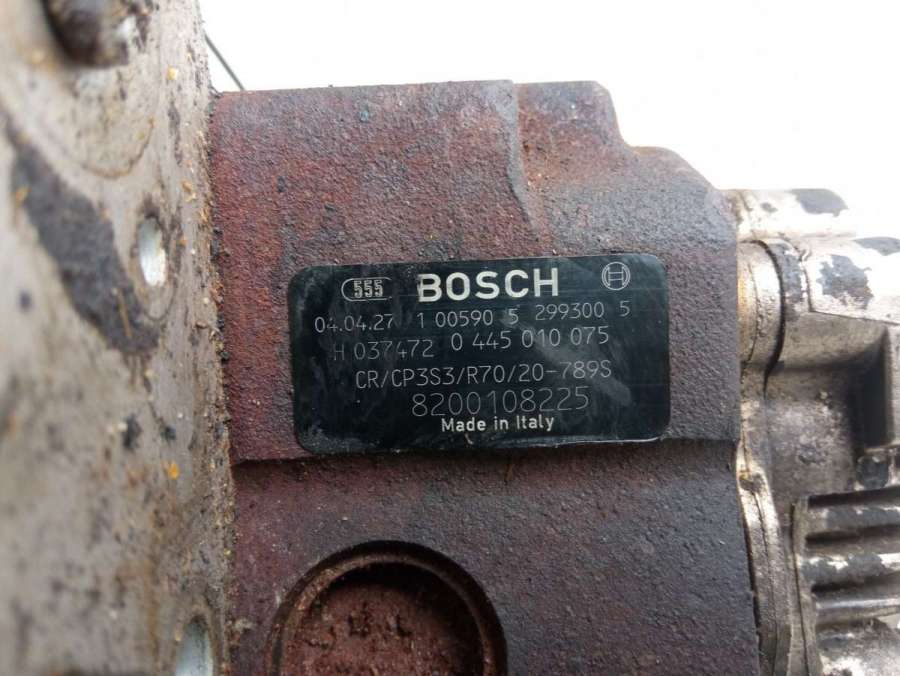 555 BOSCH
04.04.27 1 00590 5 299300 5
H 037472 0 445 010 075
CR/CP3S3/R70/20-789S
8200108225
Made in Italy